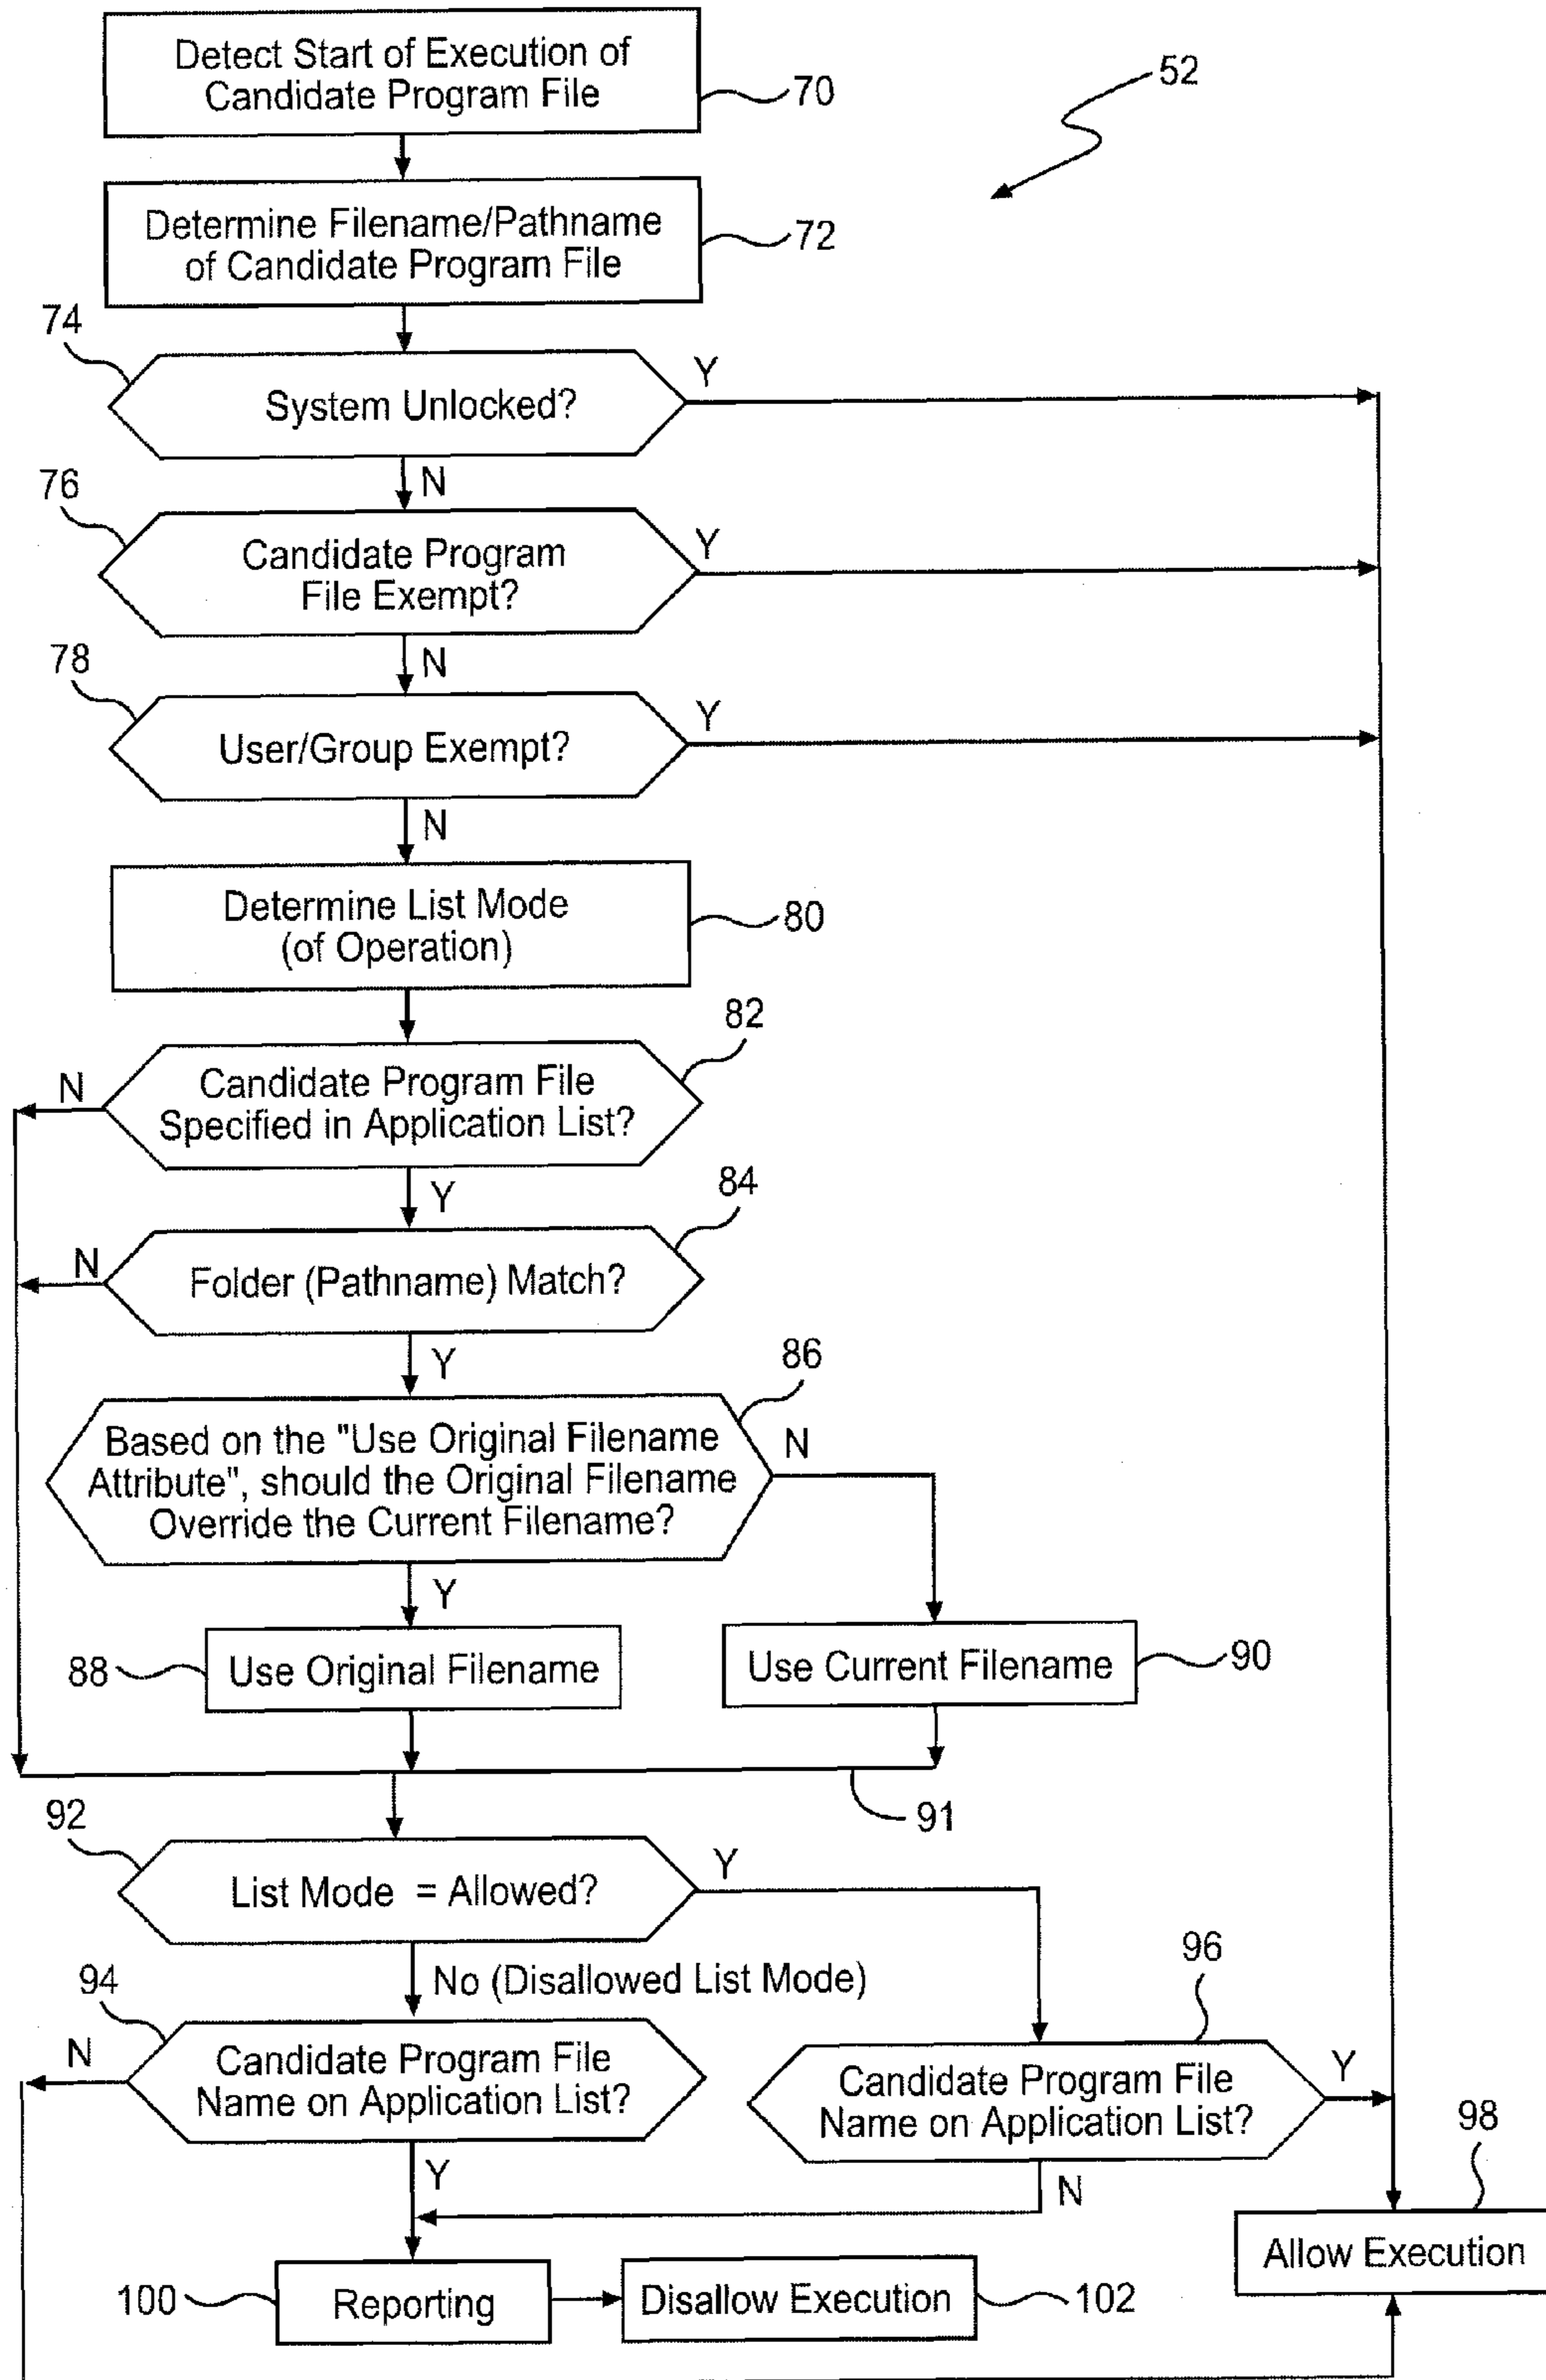 Detect Start of Execution of
Candidate Program File
70
52
Determine Filename/Pathname
of Candidate Program File
72
74
System Unlocked?
Y
N
76
Candidate Program
File Exempt?
Y
N
78
User/Group Exempt?
Y
N
Determine List Mode
(of Operation)
80
82
Candidate Program File
Specified in Application List?
N
Y
84
Folder (Pathname) Match?
N
Y
86
Based on the "Use Original Filename
Attribute", should the Original Filename
Override the Current Filename?
N
Y
88
Use Original Filename
Use Current Filename
90
91
92
List Mode = Allowed?
Y
No (Disallowed List Mode)
94
Candidate Program File
Name on Application List?
N
Y
96
Candidate Program File
Name on Application List?
Y
N
98
Allow Execution
100
Reporting
Disallow Execution
102